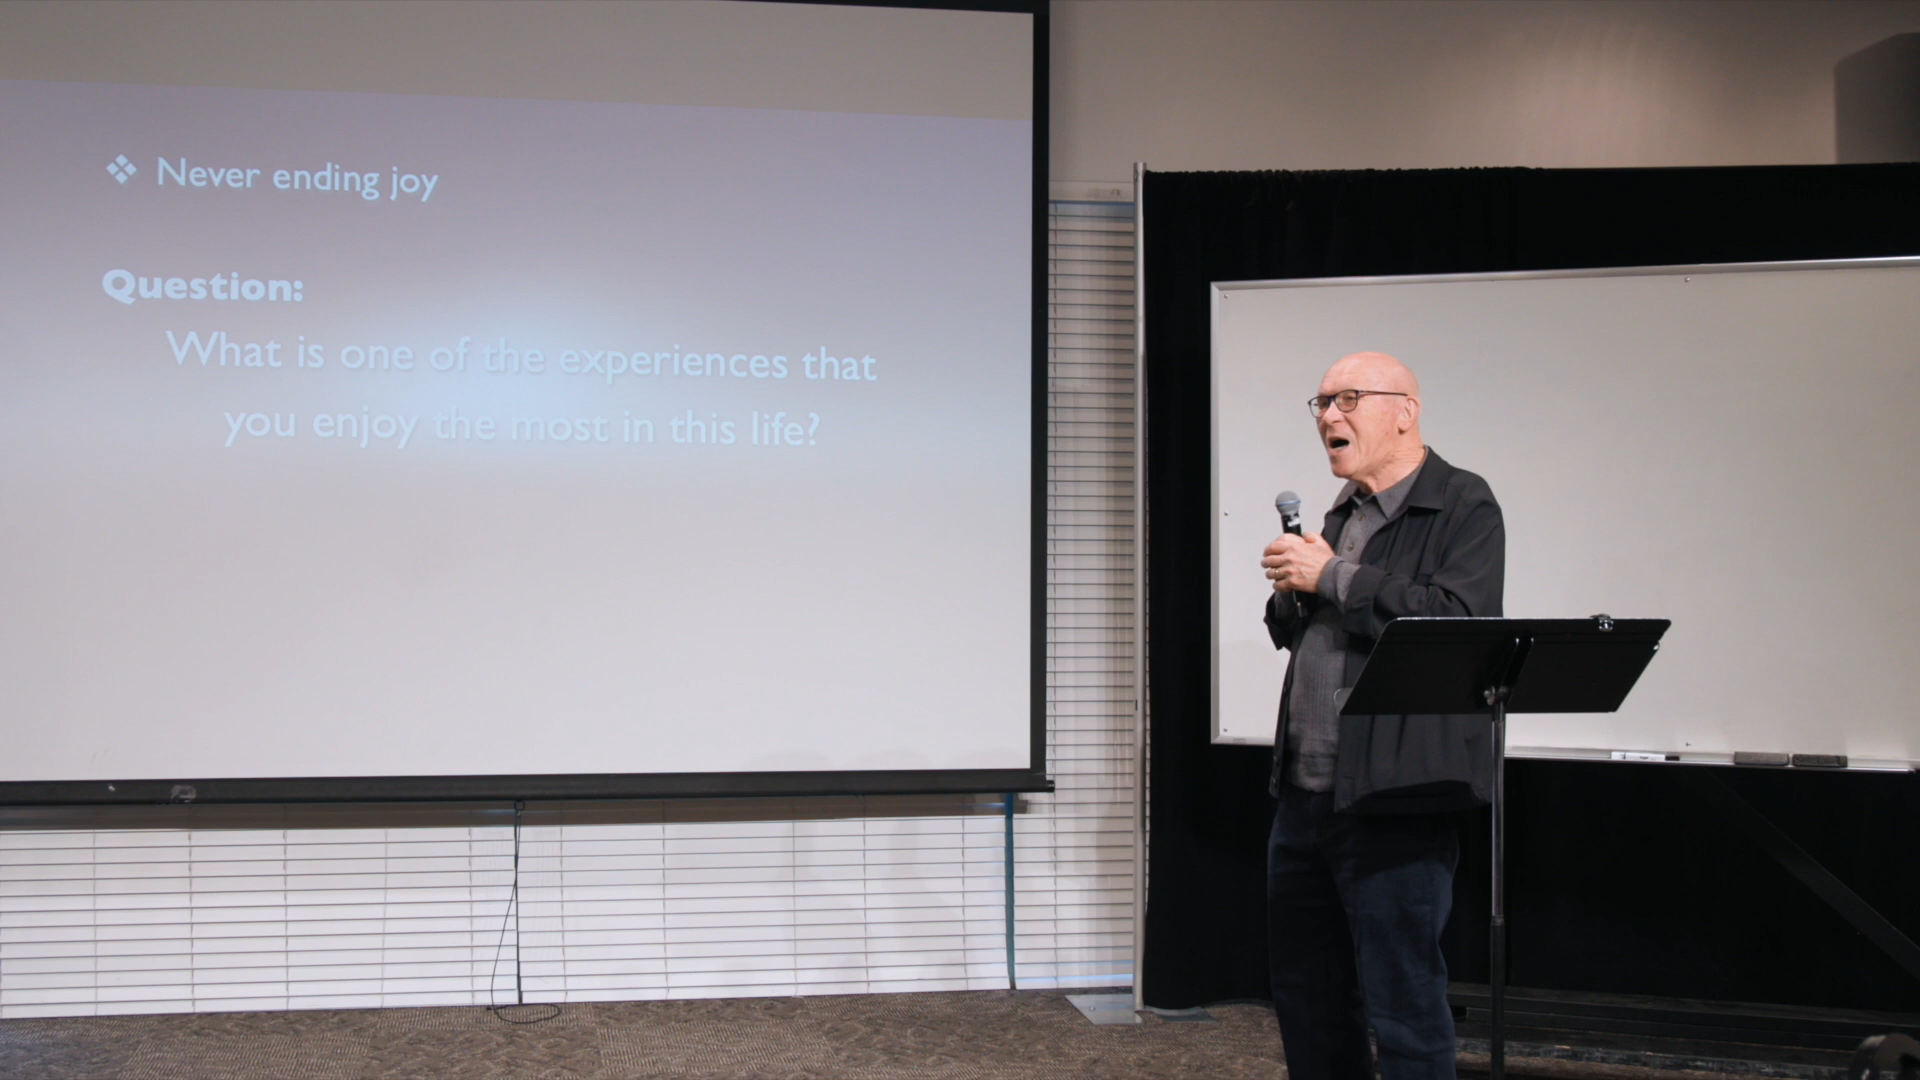 Never ending joy
Question:
What is one of the experiences that
you enjoy the most in this life?